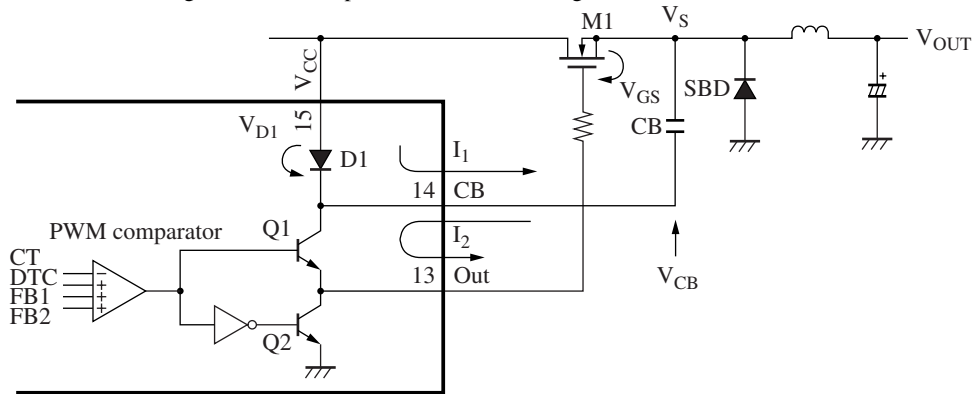 M1
V_S
V_OUT
V_CC
V_GS
SBD
+
V_D1
15
CB
D1
I_1
14
CB
PWM comparator
Q1
I_2
CT
13
Out
V_CB
DTC
FB1
FB2
−
+
+
+
Q2